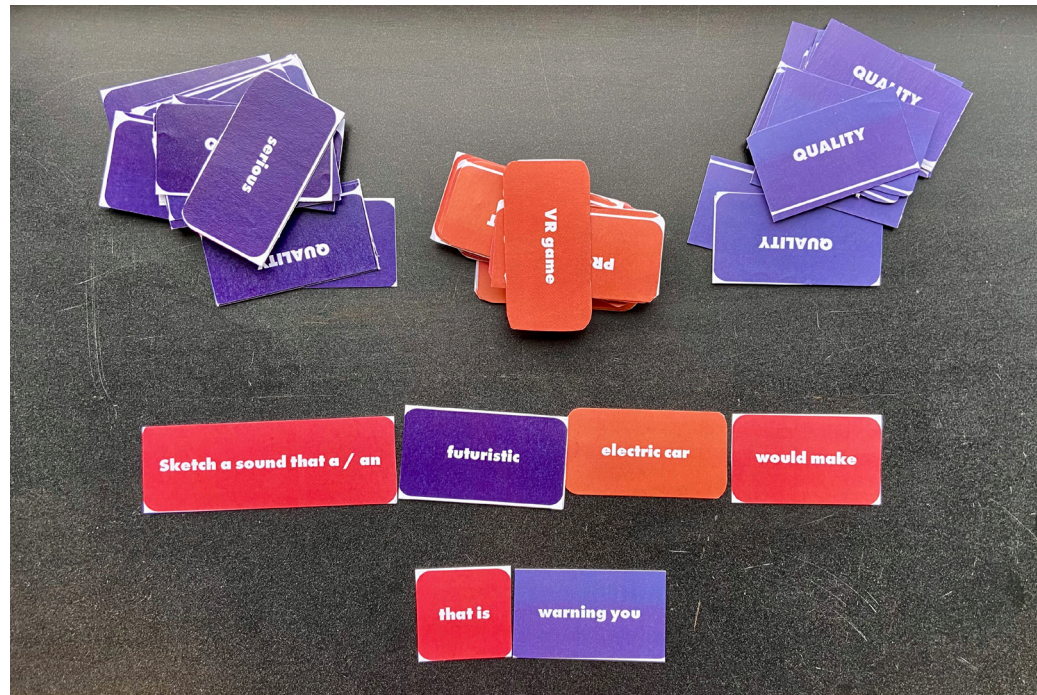 serious
QUALITY
VR game
PR
QUALITY
QUALITY
QUALITY
Sketch a sound that a / an futuristic electric car would make
that is warning you